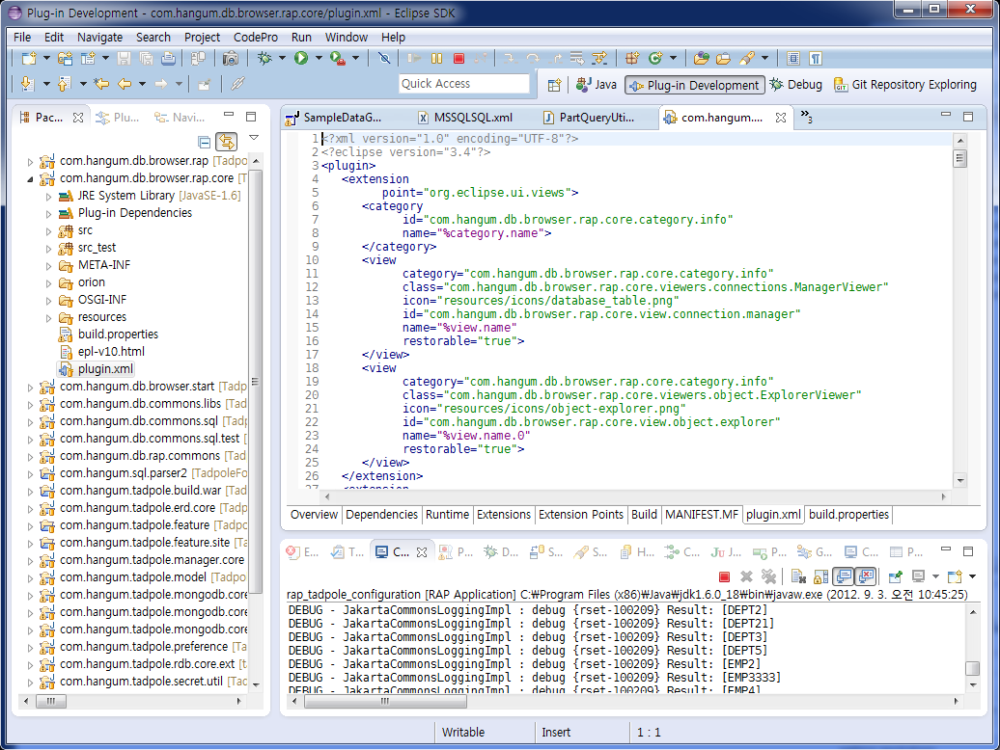 Plug-in Development - com.hangum.db.browser.rap.core/plugin.xml - Eclipse SDK
File Edit Navigate Search Project CodePro Run Window Help
Quick Access
Java Plug-in Development Debug Git Repository Exploring
Pac... Plu... Navi...
com.hangum.db.browser.rap [Tadpo
com.hangum.db.browser.rap.core [T
JRE System Library [JavaSE-1.6]
Plug-in Dependencies
src
src_test
META-INF
orion
OSGI-INF
resources
build.properties
epl-v10.html
plugin.xml
com.hangum.db.browser.start [Tadp
com.hangum.db.commons.libs [Tadp
com.hangum.db.commons.sql [Tadp
com.hangum.db.commons.sql.test [
com.hangum.db.rap.commons [Tad
com.hangum.sql.parser2 [TadpoleFo
com.hangum.tadpole.build.war [Tad
com.hangum.tadpole.erd.core [Tadp
com.hangum.tadpole.feature [Tadpo
com.hangum.tadpole.feature.site [T
com.hangum.tadpole.manager.core
com.hangum.tadpole.model [Tadpo
com.hangum.tadpole.mongodb.core
com.hangum.tadpole.mongodb.core
com.hangum.tadpole.mongodb.core
com.hangum.tadpole.preference [Ta
com.hangum.tadpole.rdb.core.ext [t
com.hangum.tadpole.secret.util [Tad
SampleDataG... MSSQLSQL.xml PartQueryUti... com.hangum.... »3
1 <?xml version="1.0" encoding="UTF-8"?>
2 <?eclipse version="3.4"?>
3 <plugin>
4 <extension
5 point="org.eclipse.ui.views">
6 <category
7 id="com.hangum.db.browser.rap.core.category.info"
8 name="%category.name">
9 </category>
10 <view
11 category="com.hangum.db.browser.rap.core.category.info"
12 class="com.hangum.db.browser.rap.core.viewers.connections.ManagerViewer"
13 icon="resources/icons/database_table.png"
14 id="com.hangum.db.browser.rap.core.view.connection.manager"
15 name="%view.name"
16 restorable="true">
17 </view>
18 <view
19 category="com.hangum.db.browser.rap.core.category.info"
20 class="com.hangum.db.browser.rap.core.viewers.object.ExplorerViewer"
21 icon="resources/icons/object-explorer.png"
22 id="com.hangum.db.browser.rap.core.view.object.explorer"
23 name="%view.name.0"
24 restorable="true">
25 </view>
26 </extension>
27 <extension
Overview Dependencies Runtime Extensions Extension Points Build MANIFEST.MF plugin.xml build.properties
E... T... C... P... D... S... S... H... C... J... P... G... C... P...
rap_tadpole_configuration [RAP Application] C:₩Program Files (x86)₩Java₩jdk1.6.0_18₩bin₩javaw.exe (2012. 9. 3. 오전 10:45:25)
DEBUG - JakartaCommonsLoggingImpl : debug {rset-100209} Result: [DEPT2]
DEBUG - JakartaCommonsLoggingImpl : debug {rset-100209} Result: [DEPT21]
DEBUG - JakartaCommonsLoggingImpl : debug {rset-100209} Result: [DEPT3]
DEBUG - JakartaCommonsLoggingImpl : debug {rset-100209} Result: [DEPT5]
DEBUG - JakartaCommonsLoggingImpl : debug {rset-100209} Result: [EMP2]
DEBUG - JakartaCommonsLoggingImpl : debug {rset-100209} Result: [EMP3333]
DEBUG - JakartaCommonsLoggingImpl : debug {rset-100209} Result: [EMP4]
Writable Insert 1 : 1